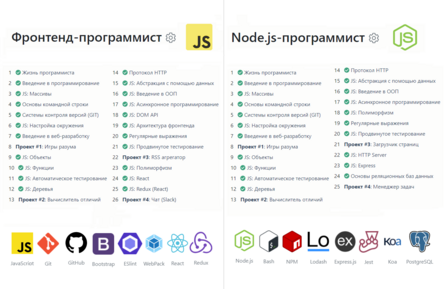 Фронтенд-программист
JS
1 Жизнь программиста
2 Введение в программирование
3 JS: Массивы
4 Основы командной строки
5 Системы контроля версий (GIT)
6 JS: Настройка окружения
7 Введение в веб-разработку
8 Проект #1: Игры разума
9 JS: Объекты
10 JS: Функции
11 JS: Автоматическое тестирование
12 JS: Деревья
13 Проект #2: Вычислитель отличий
14 Протокол HTTP
15 JS: Абстракция с помощью данных
16 JS: Введение в ООП
17 JS: Асинхронное программирование
18 JS: DOM API
19 JS: Архитектура фронтенда
20 Регулярные выражения
21 JS: Продвинутое тестирование
22 Проект #3: RSS агрегатор
23 JS: Полиморфизм
24 JS: React
25 JS: Redux (React)
26 Проект #4: Чат (Slack)
JS
B
JavaScript
Git
GitHub
Bootstrap
ESlint
WebPack
React
Redux
Node.js-программист
JS
1 Жизнь программиста
2 Введение в программирование
3 JS: Массивы
4 Основы командной строки
5 Системы контроля версий (GIT)
6 JS: Настройка окружения
7 Введение в веб-разработку
8 Проект #1: Игры разума
9 JS: Объекты
10 JS: Функции
11 JS: Автоматическое тестирование
12 JS: Деревья
13 Проект #2: Вычислитель отличий
14 Протокол HTTP
15 JS: Абстракция с помощью данных
16 JS: Введение в ООП
17 JS: Асинхронное программирование
18 JS: Полиморфизм
19 Регулярные выражения
20 JS: Продвинутое тестирование
21 Проект #3: Загрузчик страниц
22 JS: HTTP Server
23 JS: Express
24 Основы реляционных баз данных
25 Проект #4: Менеджер задач
JS
Lo
ex
Koa
Node.js
Bash
NPM
Lodash
Express.js
Jest
Koa
PostgreSQL